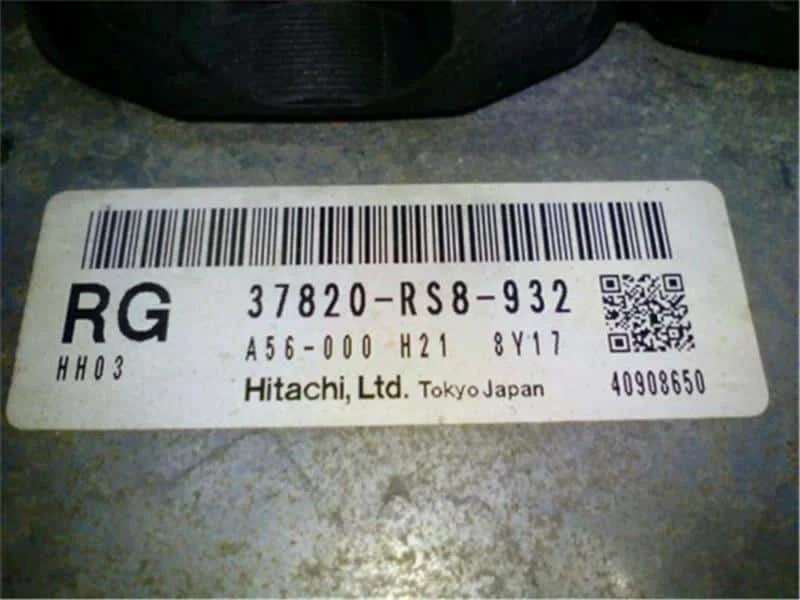 RG 37820-RS8-932
HH03 A56-000 H21 8Y17
Hitachi, Ltd. Tokyo Japan 40908650